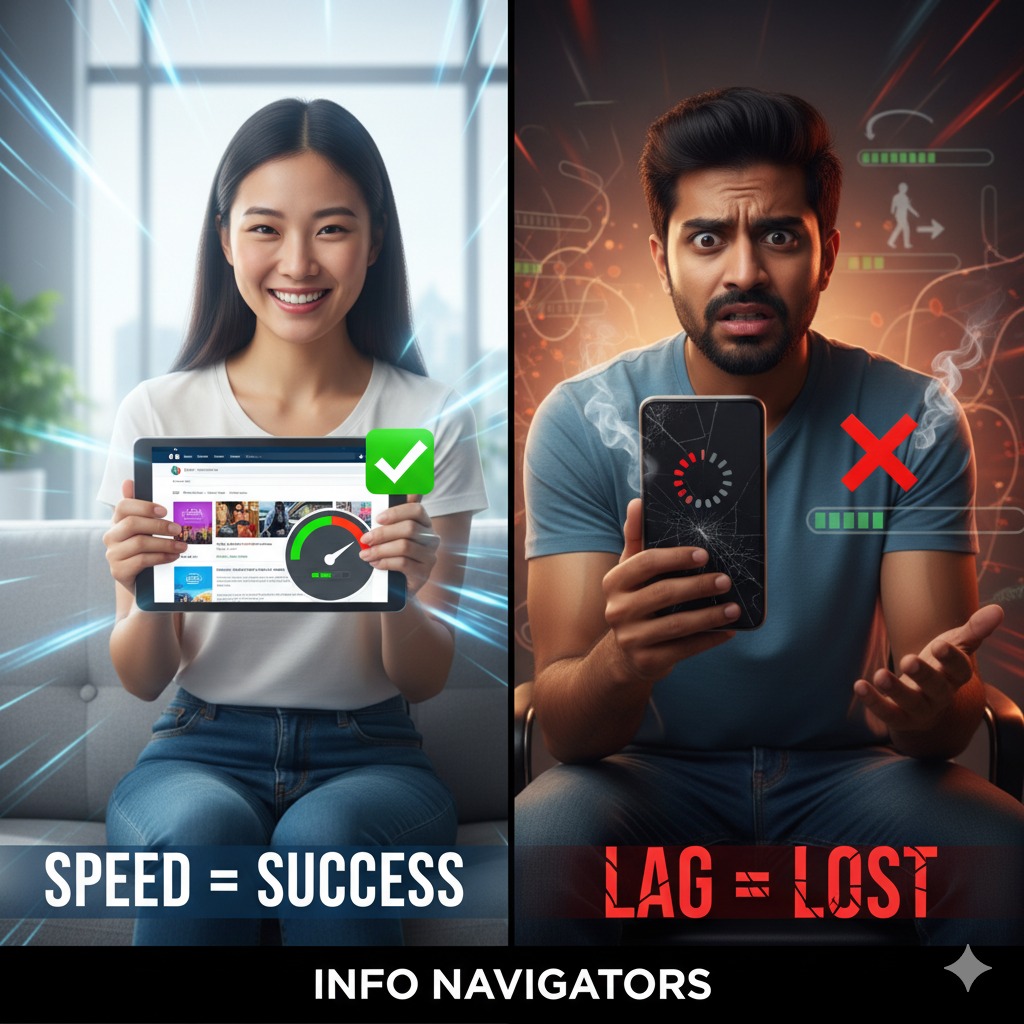 SPEED = SUCCESS
LAG = LOST
INFO NAVIGATORS